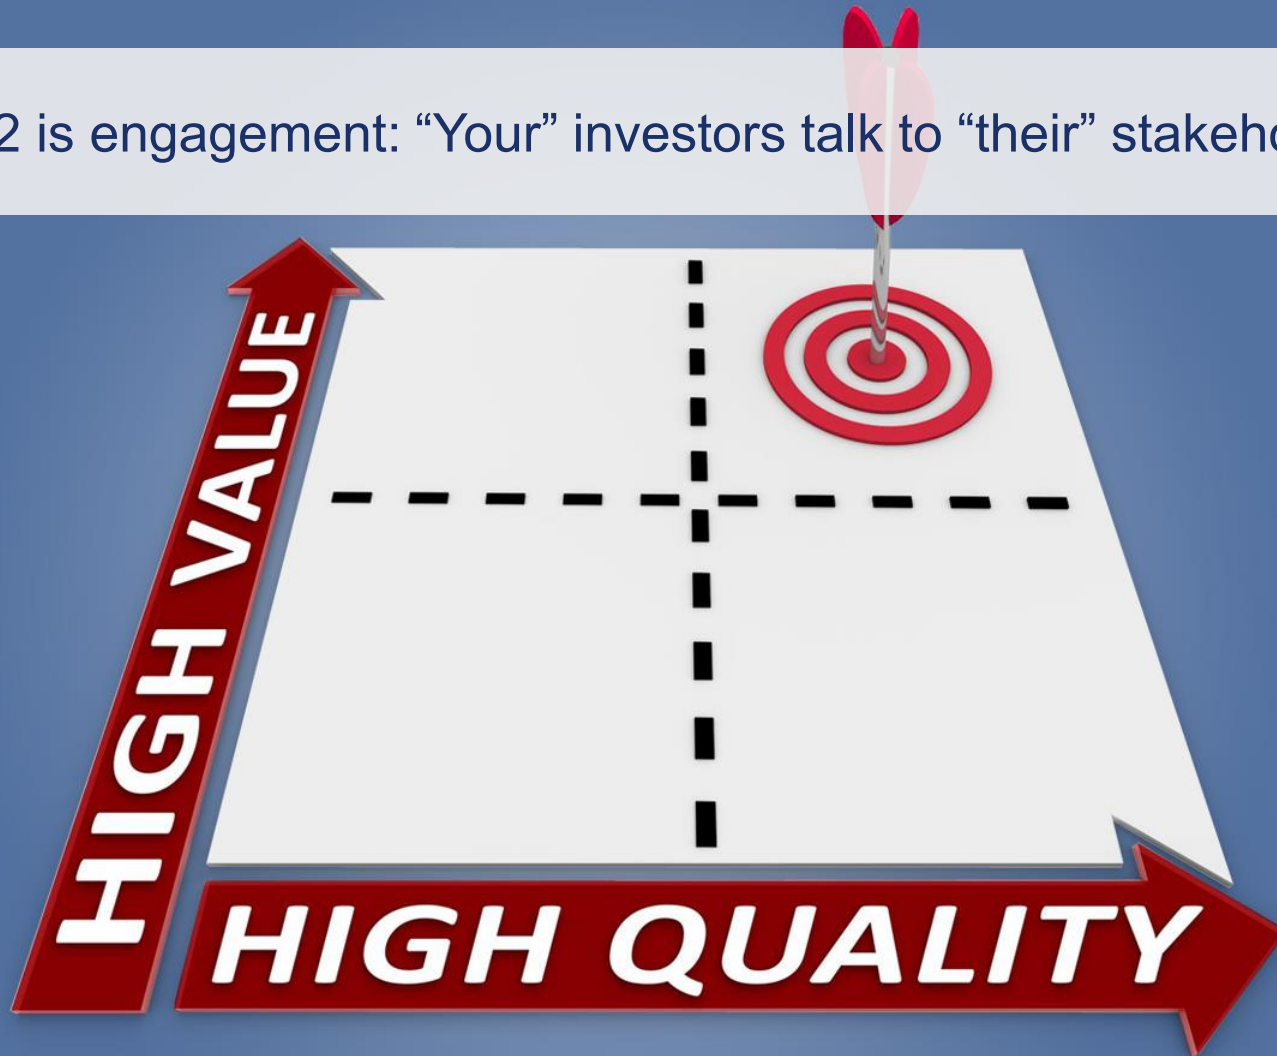 2 is engagement: “Your” investors talk to “their” stakeho
HIGH VALUE
HIGH QUALITY